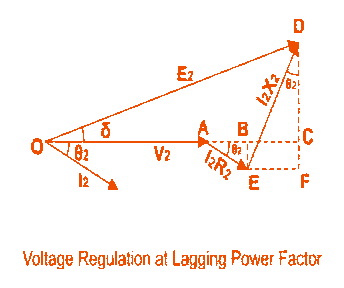 D
E₂
I₂X₂
θ₂
δ
A
B
C
O
θ₂
V₂
θ₂
I₂R₂
I₂
E
F
Voltage Regulation at Lagging Power Factor